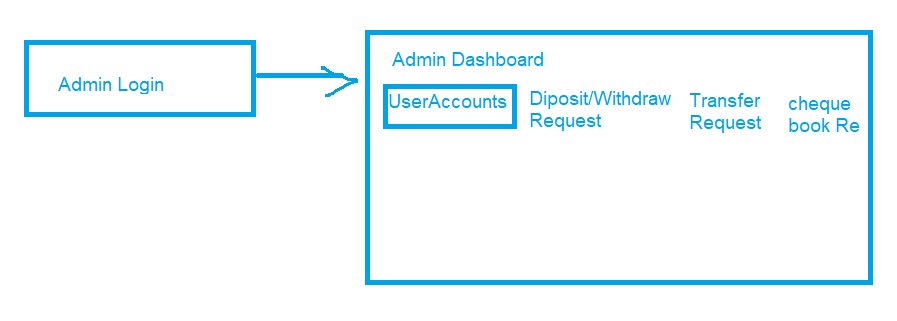 Admin Login
Admin Dashboard
UserAccounts
Diposit/Withdraw
Request
Transfer
Request
cheque
book Re